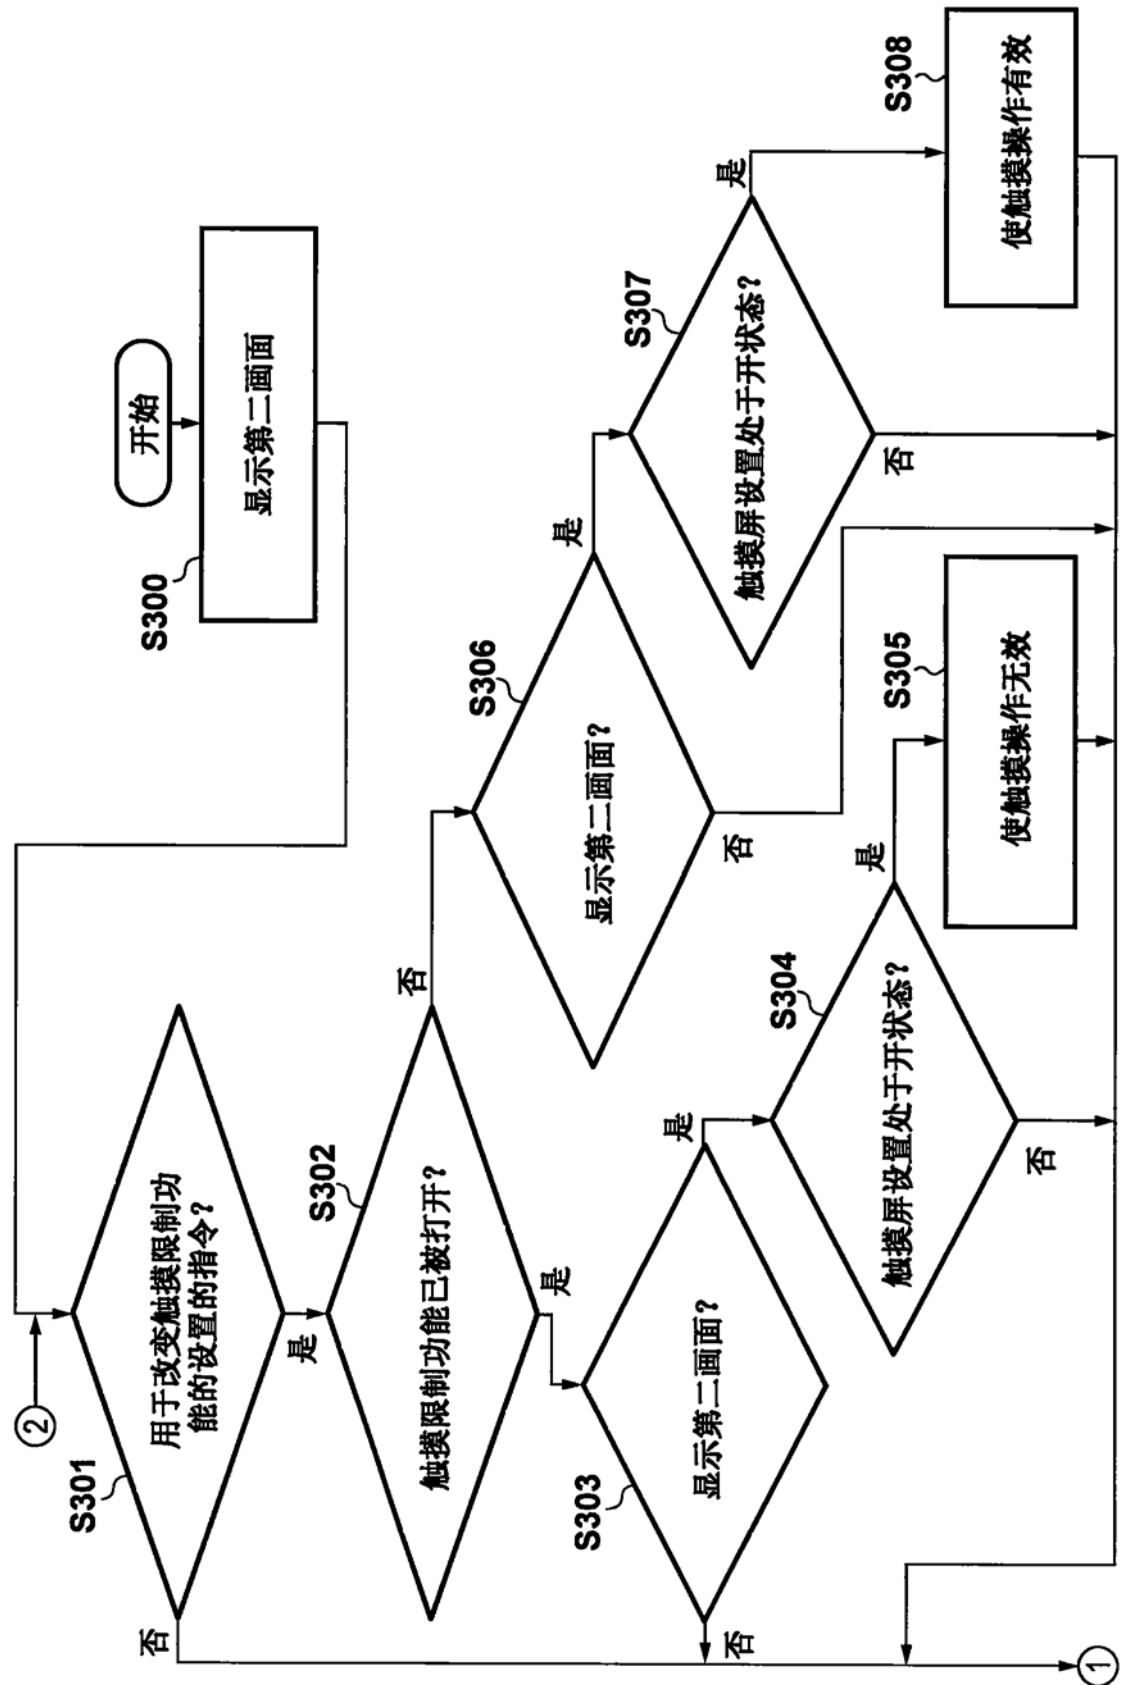 开始
S300
显示第二画面
②
S301
用于改变触摸限制功
能的设置的指令?
否
是
S302
触摸限制功能已被打开?
否
是
S303
显示第二画面?
否
是
S304
触摸屏设置处于开状态?
否
是
S305
使触摸操作无效
S306
显示第二画面?
否
是
S307
触摸屏设置处于开状态?
否
是
S308
使触摸操作有效
①